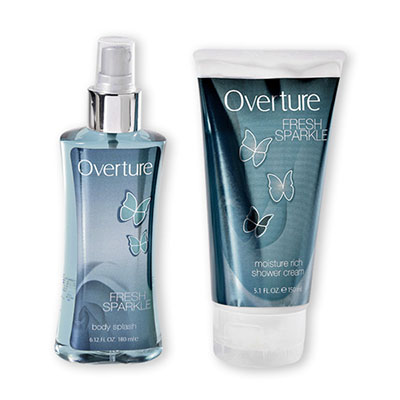 Overture
FRESH
SPARKLE
body splash
6.12 FL. OZ. 180 ml e
Overture
FRESH
SPARKLE
moisture rich
shower cream
5.1 FL. OZ. e 150 ml